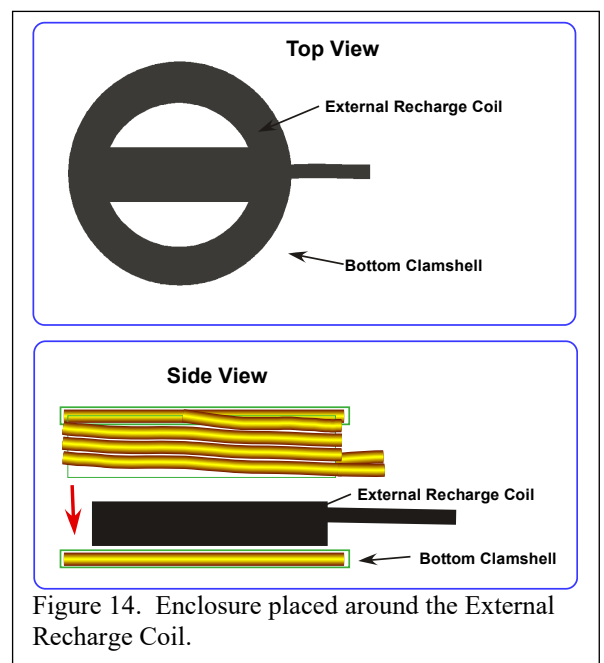 Top View
External Recharge Coil
Bottom Clamshell
Side View
External Recharge Coil
Bottom Clamshell
Figure 14.  Enclosure placed around the External
Recharge Coil.